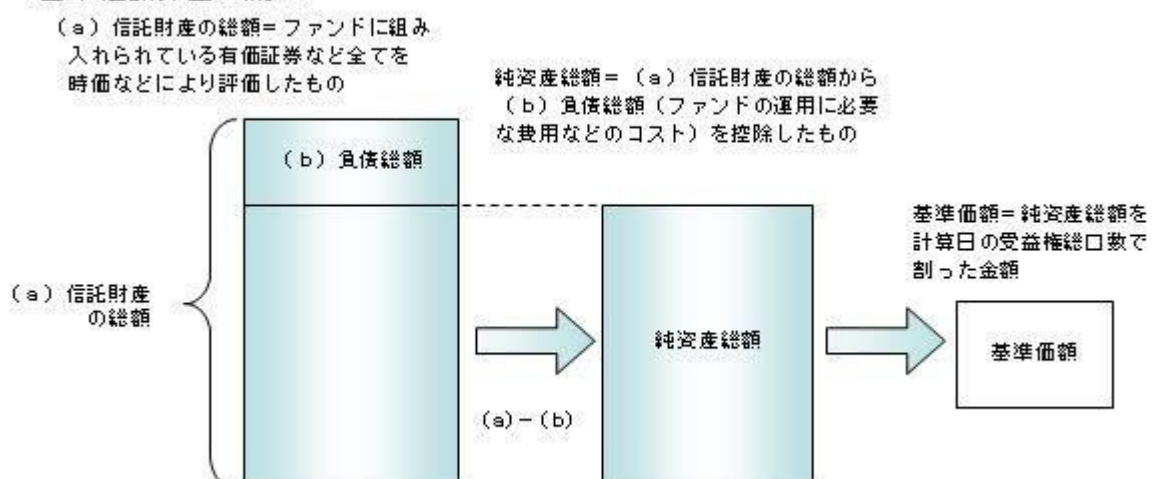 （a）信託財産の総額=ファンドに組み
入れられている有価証券など全てを
時価などにより評価したもの
純資産総額=（a）信託財産の総額から
（b）負債総額（ファンドの運用に必要
な費用などのコスト）を控除したもの
（b）負債総額
基準価額=純資産総額を
計算日の受益権総口数で
割った金額
（a）信託財産
の総額
純資産総額
基準価額
(a)－(b)